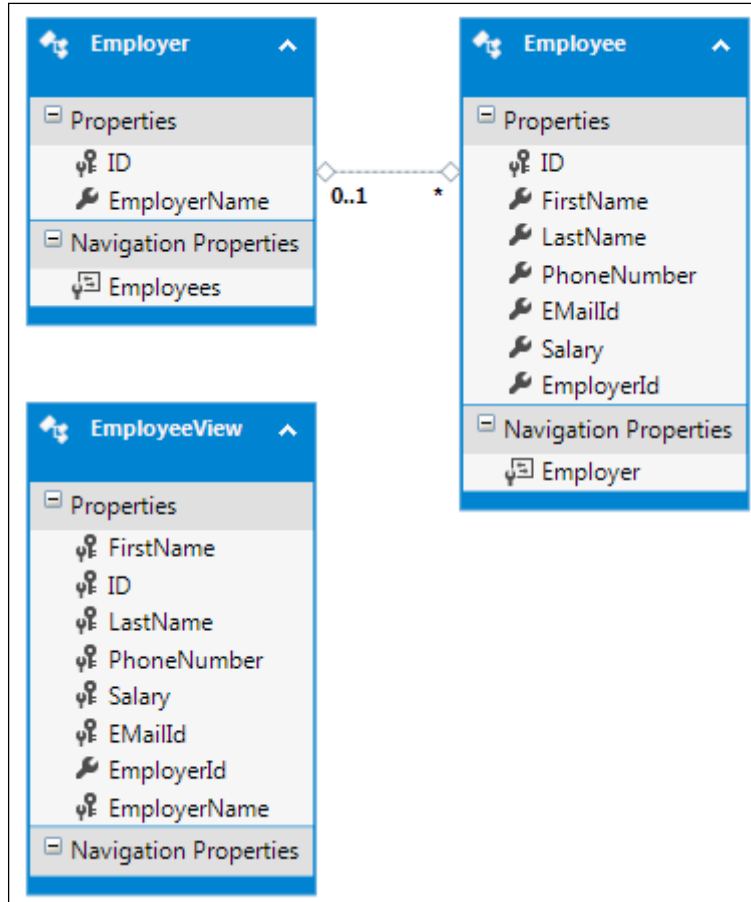 Employer
Properties
ID
EmployerName
Navigation Properties
Employees
0..1
*
Employee
Properties
ID
FirstName
LastName
PhoneNumber
EMailId
Salary
EmployerId
Navigation Properties
Employer
EmployeeView
Properties
FirstName
ID
LastName
PhoneNumber
Salary
EMailId
EmployerId
EmployerName
Navigation Properties